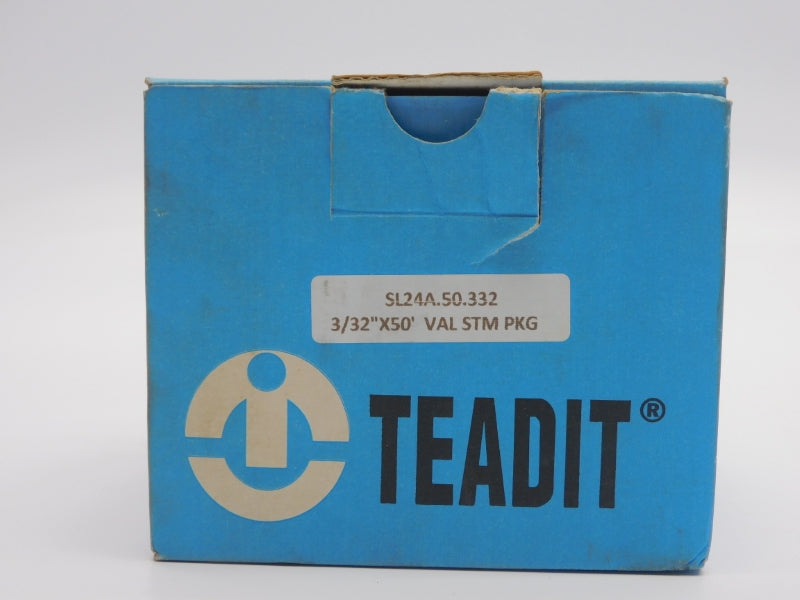 SL24A.50.332
3/32"X50' VAL STM PKG
TEADIT®